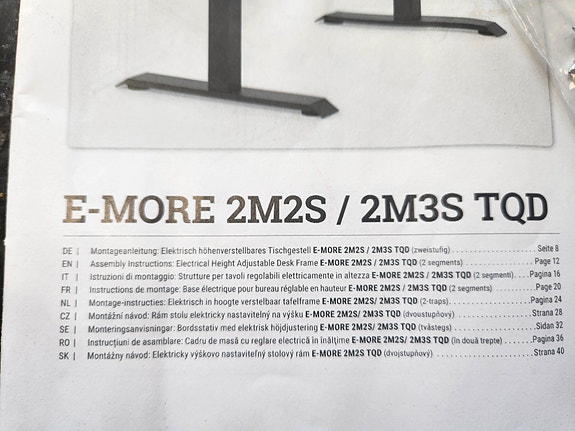 E-MORE 2M2S / 2M3S TQD
DE | Montageanleitung: Elektrisch höhenverstellbares Tischgestell E-MORE 2M2S / 2M3S TQD (zweistufig) . . . . . . . . . . . . . . . . . . . . Seite 8
EN | Assembly Instructions: Electrical Height Adjustable Desk Frame E-MORE 2M2S / 2M3S TQD (2 segments) . . . . . . . . . . . . . . . . Page 12
IT | Istruzioni di montaggio: Strutture per tavoli regolabili elettricamente in altezza E-MORE 2M2S / 2M3S TQD (2 segmenti) . Pagina 16
FR | Instructions de montage: Base électrique pour bureau réglable en hauteur E-MORE 2M2S / 2M3S TQD (2 segments) . . . . . Page 20
NL | Montage-instructies: Elektrisch in hoogte verstelbar tafelframe E-MORE 2M2S/ 2M3S TQD (2-traps) . . . . . . . . . . . . . . . . . . Pagina 24
CZ | Montážní návod: Rám stolu elektricky nastavitelný na výšku E-MORE 2M2S/ 2M3S TQD (dvoustupňový) . . . . . . . . . . . . . . . Strana 28
SE | Monteringsanvisningar: Bordsstativ med elektrisk höjdjustering E-MORE 2M2S/ 2M3S TQD (tvåstegs) . . . . . . . . . . . . . . . . . Sidan 32
RO | Instrucțiuni de asamblare: Cadru de masă cu reglare electrică în înălțime E-MORE 2M2S/ 2M3S TQD (în două trepte) . . . . . . Pagina 36
SK | Montážny návod: Elektricky výškovo nastaviteľný stolový rám E-MORE 2M2S TQD (dvojstupňový) . . . . . . . . . . . . . . . . . . . Strana 40